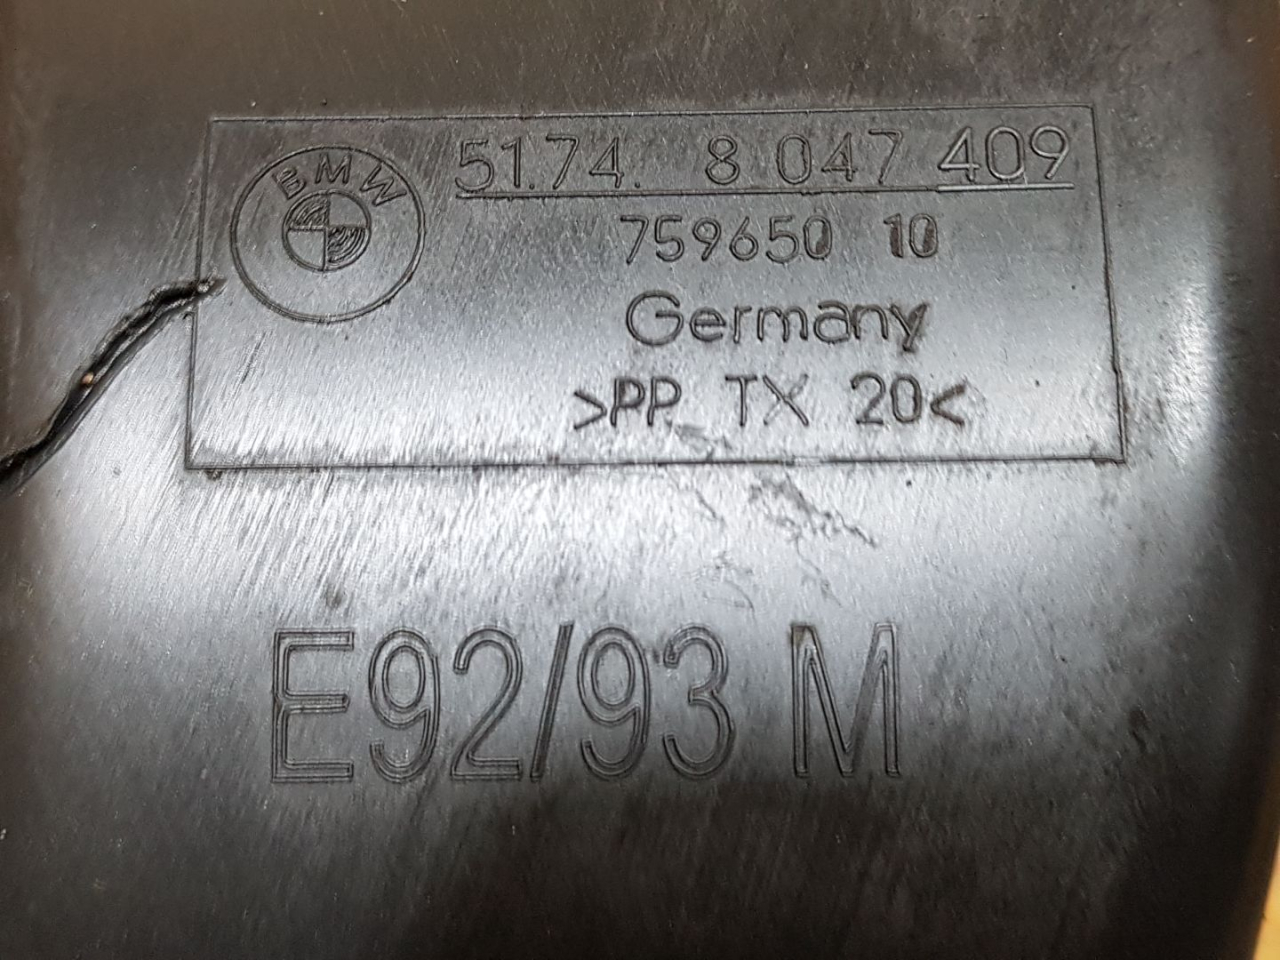 BMW
51.74. 8 047 409
759650 10
Germany
>PP TX 20<
E92/93 M